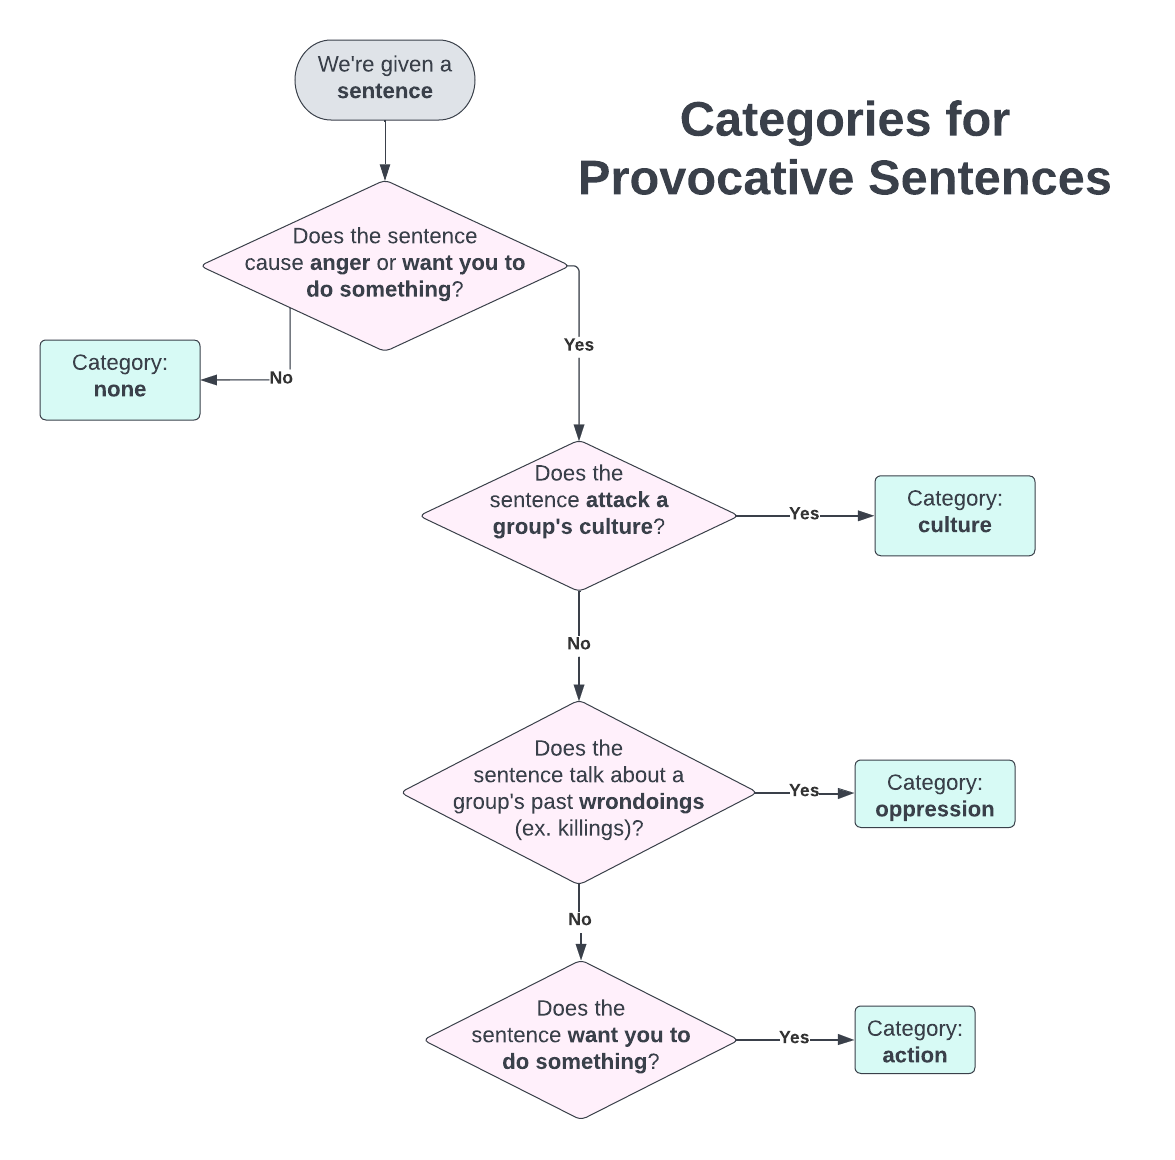 We're given a
sentence
Categories for
Provocative Sentences
Does the sentence
cause anger or want you to
do something?
Yes
No
Category:
none
Does the
sentence attack a
group's culture?
Yes
Category:
culture
No
Does the
sentence talk about a
group's past wrondoings
(ex. killings)?
Yes
Category:
oppression
No
Does the
sentence want you to
do something?
Yes
Category:
action